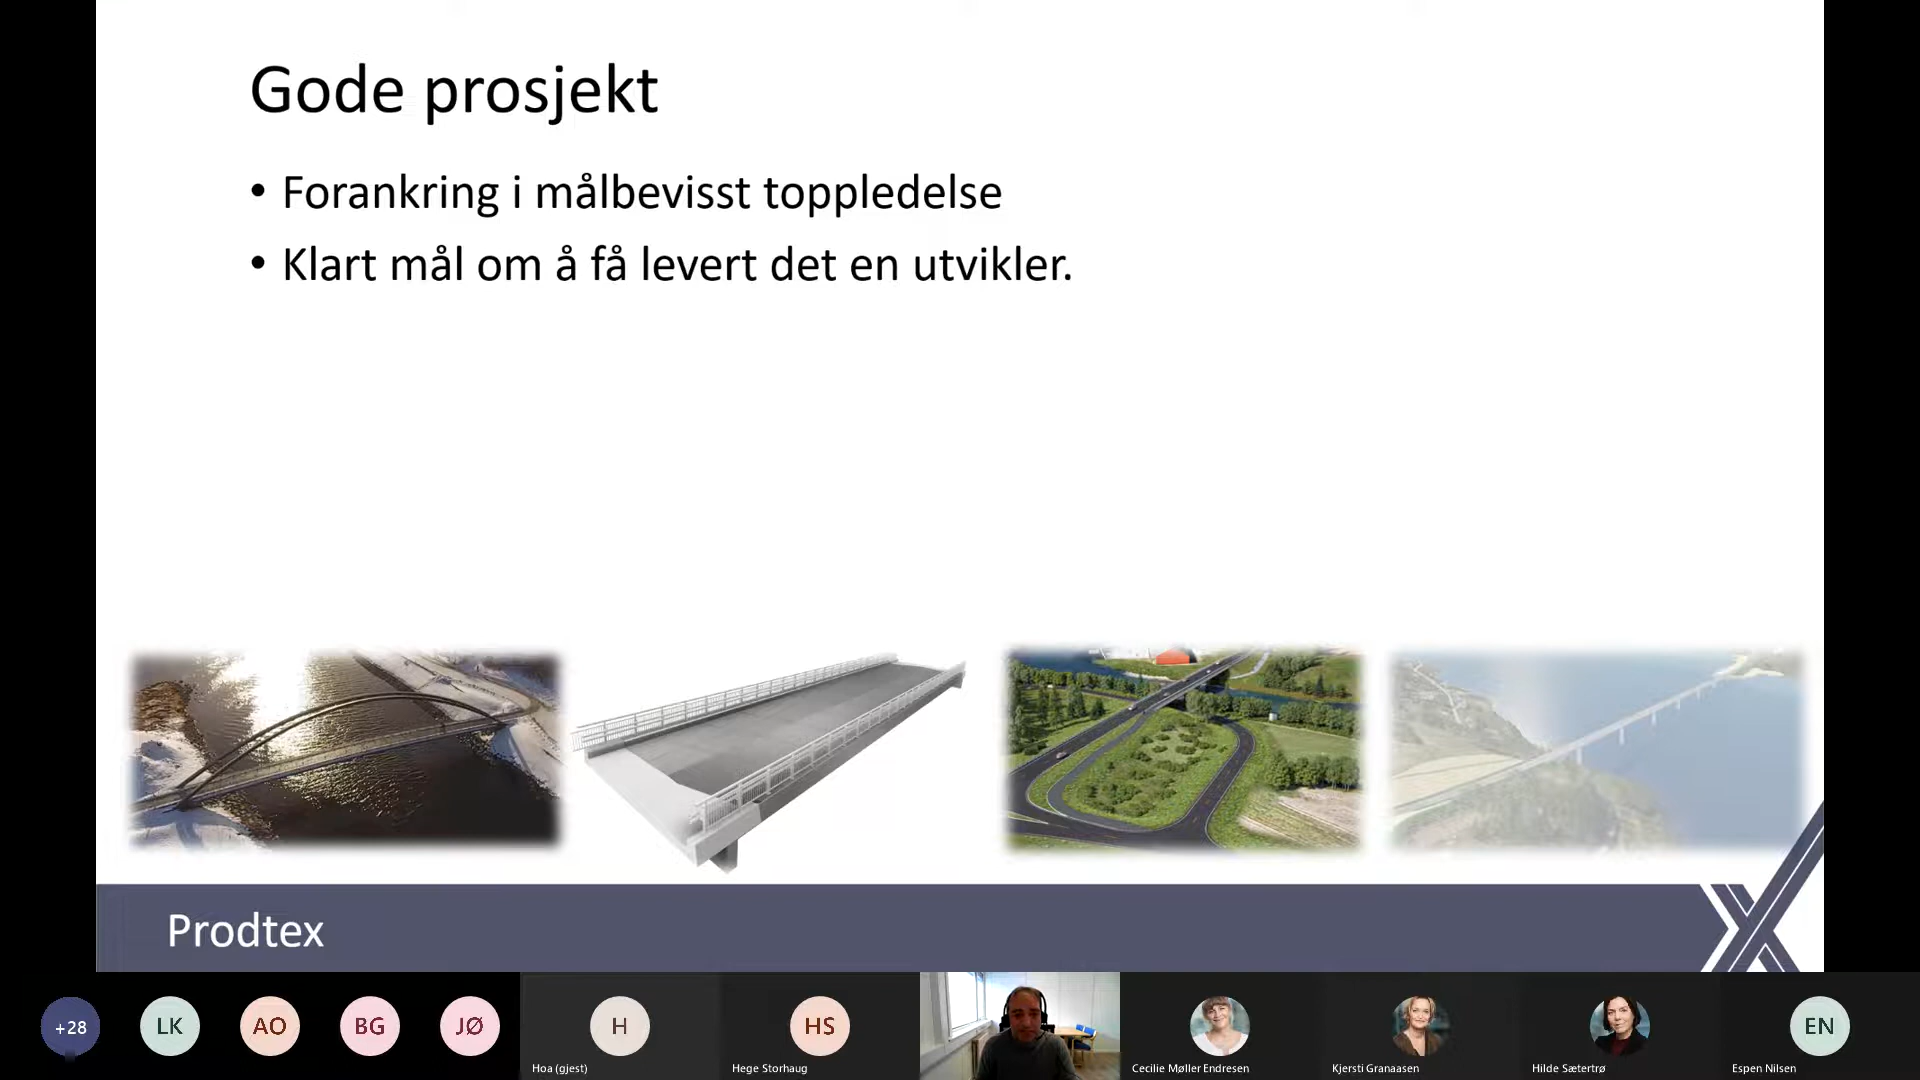 Gode prosjekt
• Forankring i målbevisst toppledelse
• Klart mål om å få levert det en utvikler.
Prodtex
+28
LK
AO
BG
JØ
H
Hoa (gjest)
HS
Hege Storhaug
Cecilie Møller Endresen
Kjersti Granaasen
Hilde Sætertrø
EN
Espen Nilsen